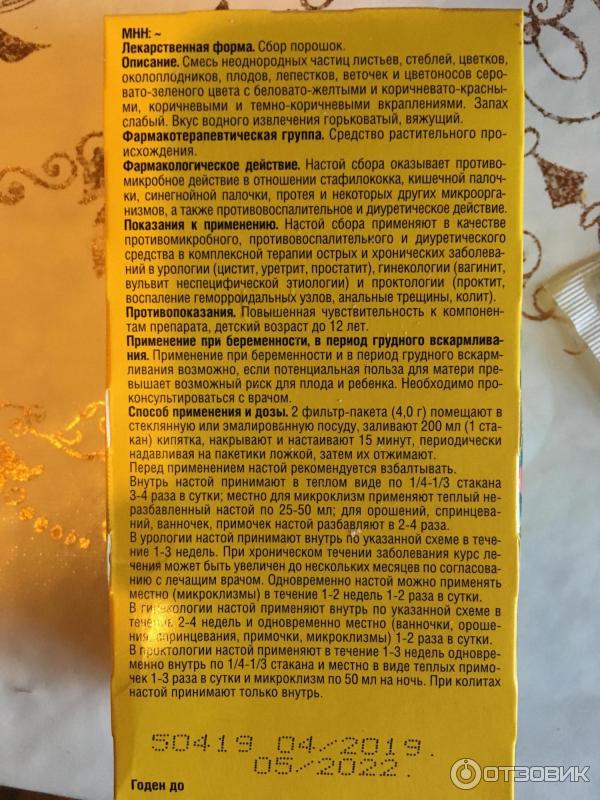 МНН: ~
Лекарственная форма. Сбор порошок.
Описание. Смесь неоднородных частиц листьев, стеблей, цветков,
околоплодников, плодов, лепестков, веточек и цветоносов серо-
вато-зеленого цвета с беловато-желтыми и коричневато-красны-
ми, коричневыми и темно-коричневыми вкраплениями. Запах
слабый. Вкус водного извлечения горьковатый, вяжущий.
Фармакотерапевтическая группа. Средство растительного про-
исхождения.
Фармакологическое действие. Настой сбора оказывает противо-
микробное действие в отношении стафилококка, кишечной палоч-
ки, синегнойной палочки, протея и некоторых других микроорга-
низмов, а также противовоспалительное и диуретическое действие.
Показания к применению. Настой сбора применяют в качестве
противомикробного, противовоспалительного и диуретического
средства в комплексной терапии острых и хронических заболева-
ний в урологии (цистит, уретрит, простатит), гинекологии (вагинит,
вульвит неспецифической этиологии) и проктологии (проктит,
воспаление геморроидальных узлов, анальные трещины, колит).
Противопоказания. Повышенная чувствительность к компонен-
там препарата, детский возраст до 12 лет.
Применение при беременности, в период грудного вскармлива-
ния. Применение при беременности и в период грудного вскарм-
ливания возможно, если потенциальная польза для матери пре-
вышает возможный риск для плода и ребенка. Необходимо про-
консультироваться с врачом.
Способ применения и дозы. 2 фильтр-пакета (4,0 г) помещают в
стеклянную или эмалированную посуду, заливают 200 мл (1 ста-
кан) кипятка, накрывают и настаивают 15 минут, периодически
надавливая на пакетики ложкой, затем их отжимают.
Перед применением настой рекомендуется взбалтывать.
Внутрь настой принимают в теплом виде по 1/4-1/3 стакана
3-4 раза в сутки; местно для микроклизм применяют теплый не-
разбавленный настой по 25-50 мл; для орошений, спринцева-
ний, ванночек, примочек настой разбавляют в 2-4 раза.
В урологии настой принимают внутрь по указанной схеме в тече-
ние 1-3 недель. При хроническом течении заболевания курс ле-
чения может быть увеличен до нескольких месяцев по согласова-
нию с лечащим врачом. Одновременно настой можно применять
местно (микроклизмы) в течение 1-2 недель 1-2 раза в сутки.
В гинекологии настой применяют внутрь по указанной схеме в
течение 2-4 недель и одновременно местно (ванночки, ороше-
ния, спринцевания, примочки, микроклизмы) 1-2 раза в сутки.
В проктологии настой применяют в течение 1-3 недель одновре-
менно внутрь по 1/4-1/3 стакана и местно в виде теплых примо-
чек 1-3 раза в сутки и микроклизм по 50 мл на ночь. При колитах
настой принимают только внутрь.
50419 04/2019.
05/2022.
Годен до
ОТЗОВИК